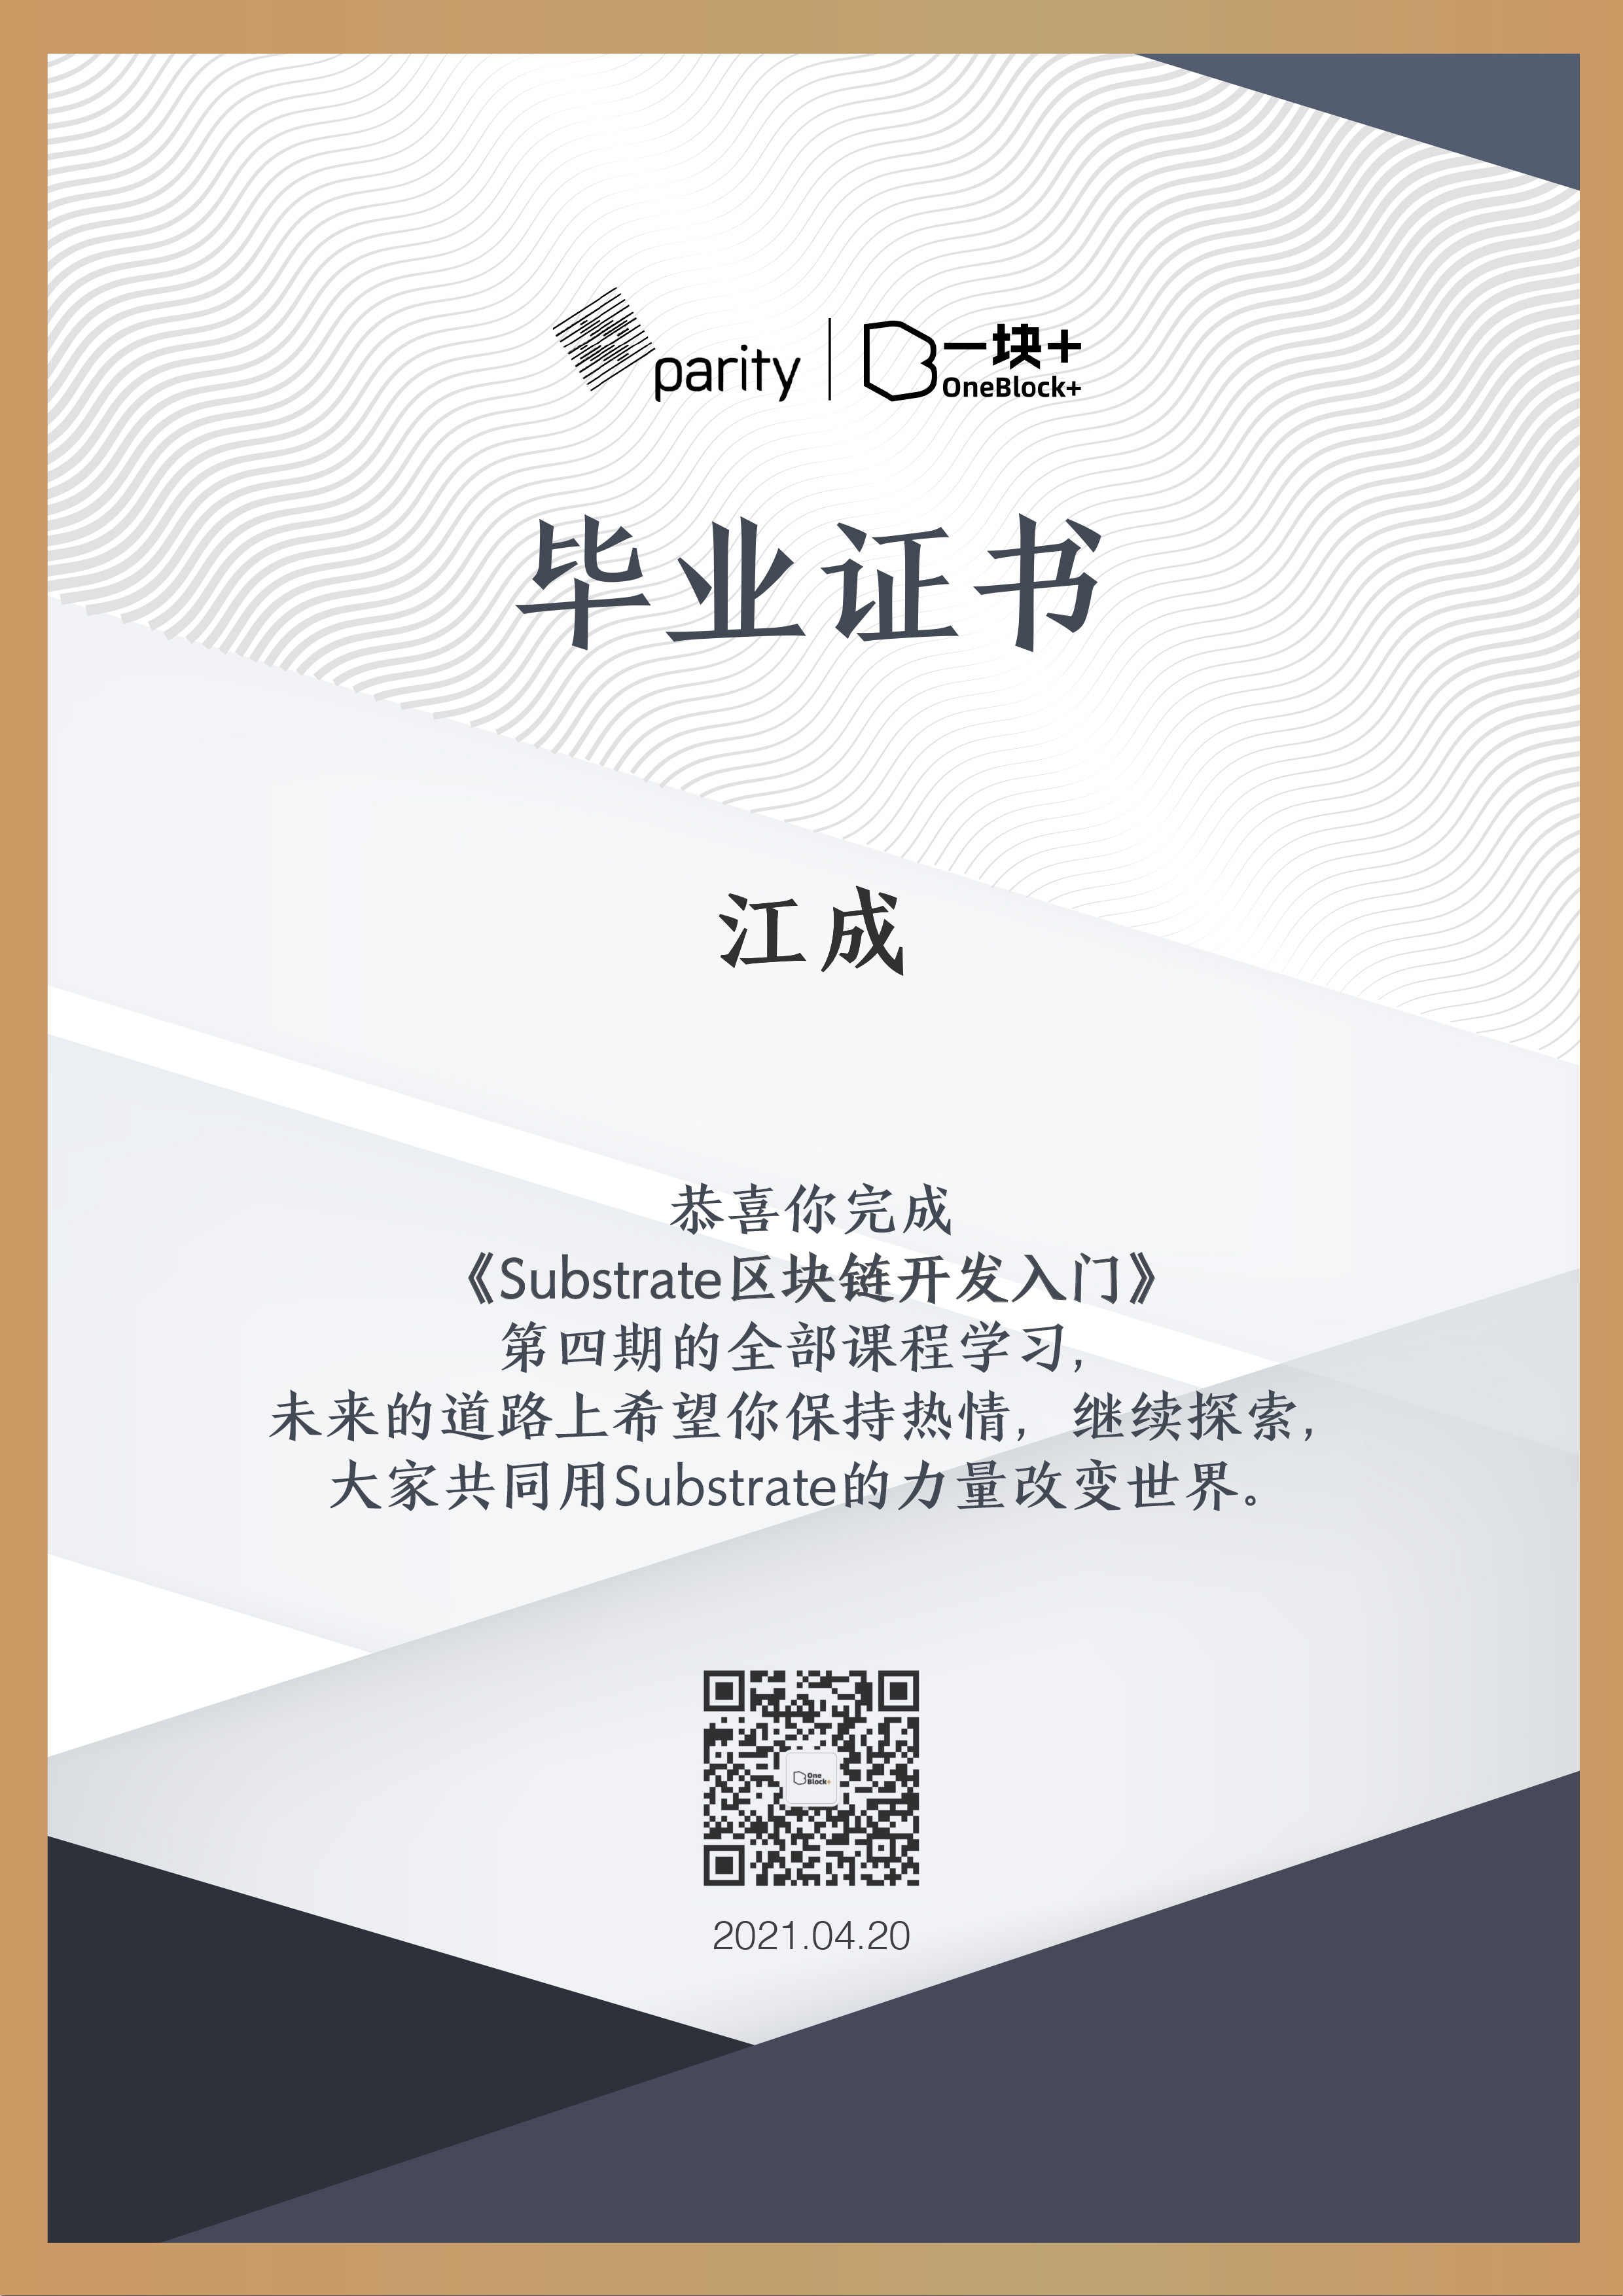 parity
一块+
OneBlock+
毕业证书
江成
恭喜你完成
《Substrate区块链开发入门》
第四期的全部课程学习，
未来的道路上希望你保持热情，继续探索，
大家共同用Substrate的力量改变世界。
One
Block+
2021.04.20